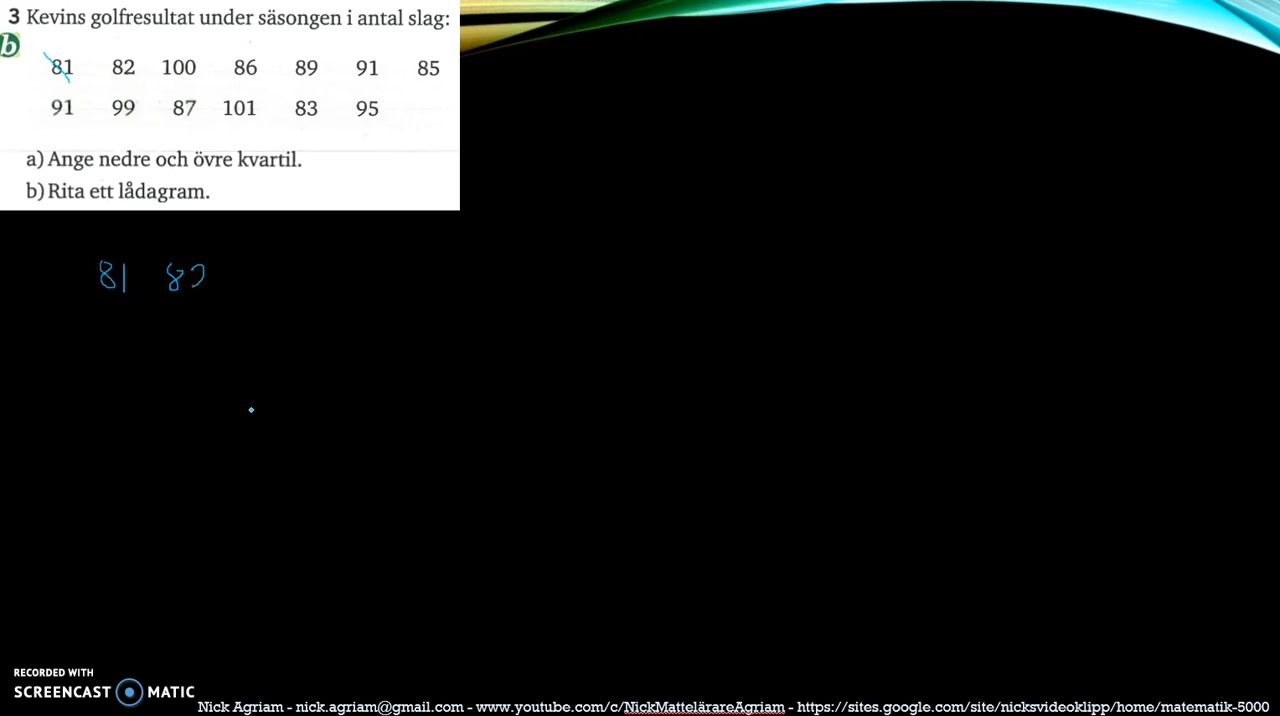 3 Kevins golfresultat under säsongen i antal slag:
b
81 82 100 86 89 91 85
91 99 87 101 83 95
a) Ange nedre och övre kvartil.
b) Rita ett lådagram.
81 82
RECORDED WITH
SCREENCAST MATIC
Nick Agriam - nick.agriam@gmail.com - www.youtube.com/c/NickMattelärareAgriam - https://sites.google.com/site/nicksvideoklipp/home/matematik-5000